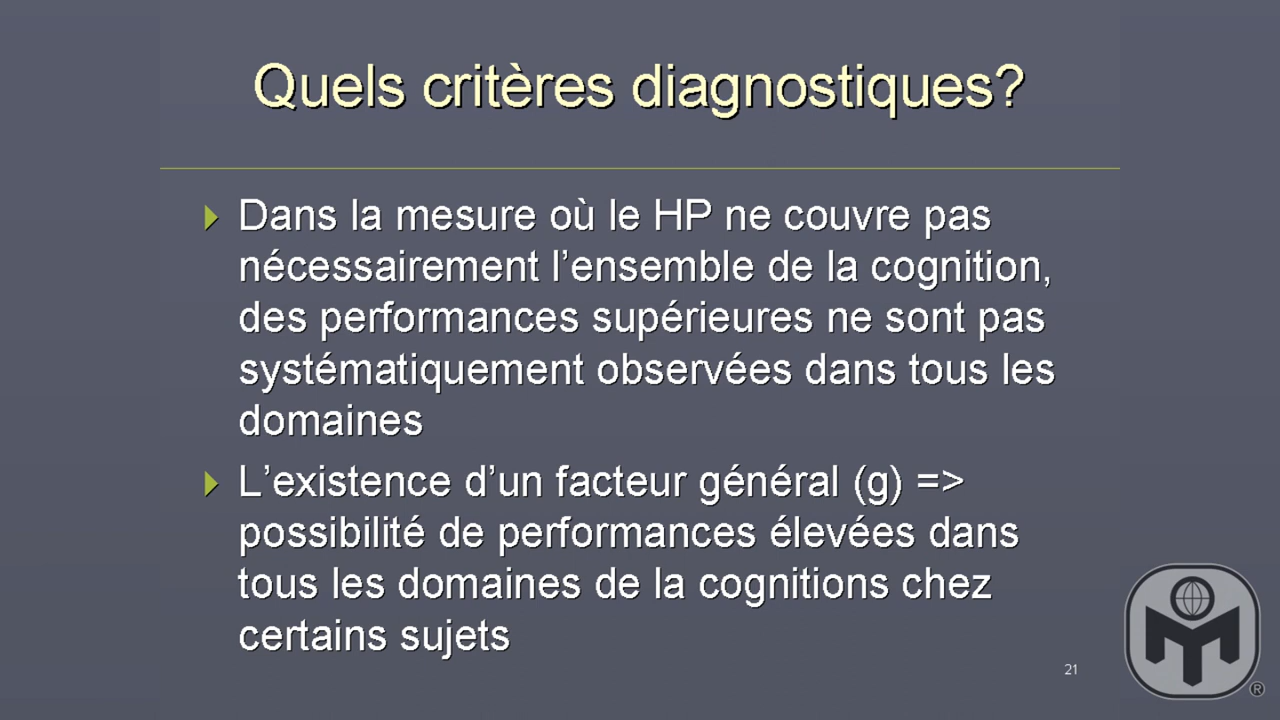 Quels critères diagnostiques?
Dans la mesure où le HP ne couvre pas
nécessairement l’ensemble de la cognition,
des performances supérieures ne sont pas
systématiquement observées dans tous les
domaines
L’existence d’un facteur général (g) =>
possibilité de performances élevées dans
tous les domaines de la cognitions chez
certains sujets
21
®